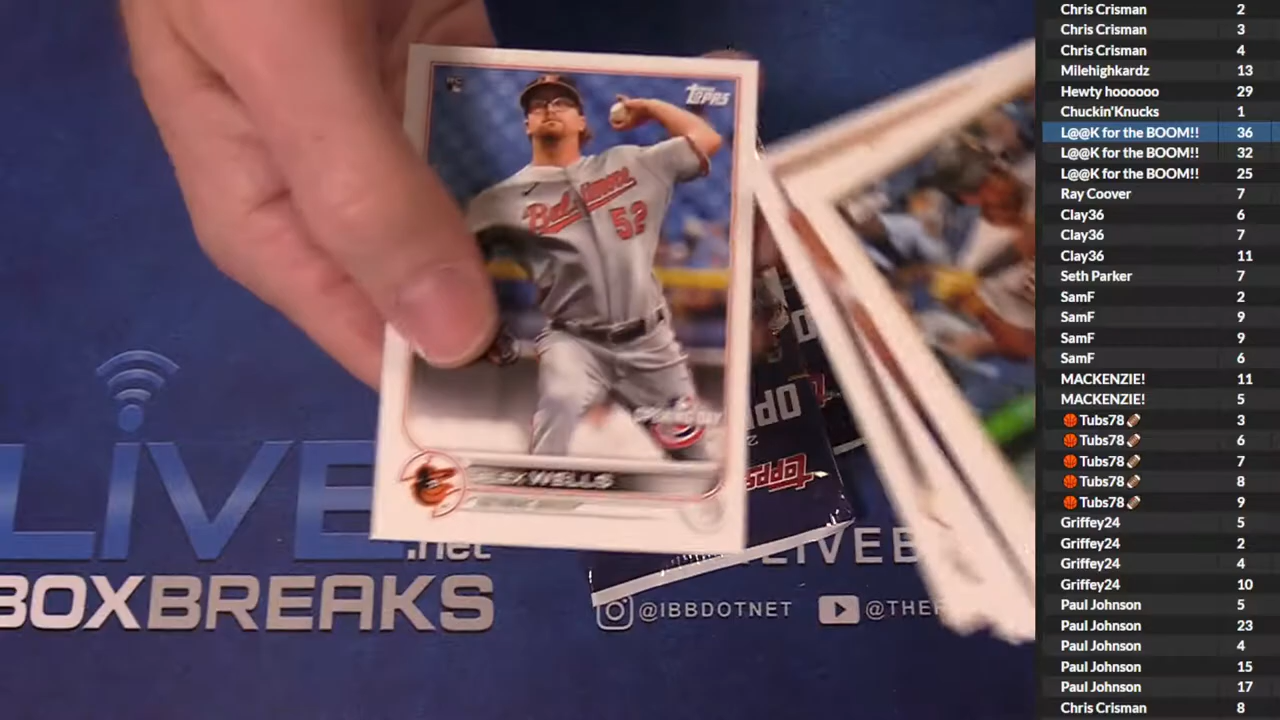 RC
Topps
Baltimore
52
OPENING DAY
WELLS
Topps
LIVE
.net
BOXBREAKS
@IBBDOTNET
Chris Crisman 2
Chris Crisman 3
Chris Crisman 4
Milehighkardz 13
Hewty hoooooo 29
Chuckin'Knucks 1
L@@K for the BOOM!! 36
L@@K for the BOOM!! 32
L@@K for the BOOM!! 25
Ray Coover 7
Clay36 6
Clay36 7
Clay36 11
Seth Parker 7
SamF 2
SamF 9
SamF 9
SamF 6
MACKENZIE! 11
MACKENZIE! 5
🏀Tubs78🏈 3
🏀Tubs78🏈 6
🏀Tubs78🏈 7
🏀Tubs78🏈 8
🏀Tubs78🏈 9
Griffey24 5
Griffey24 2
Griffey24 4
Griffey24 10
Paul Johnson 5
Paul Johnson 23
Paul Johnson 4
Paul Johnson 15
Paul Johnson 17
Chris Crisman 8